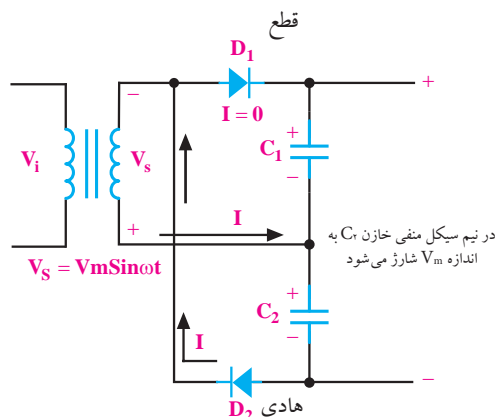 قطع
D₁
I = 0
+
−
Vᵢ
Vₛ
+
C₁
−
+
I
در نیم سیکل منفی خازن C۲ به
اندازه Vₘ شارژ می‌شود
V_S = VmSinωt
+
C₂
−
I
−
D₂
هادی